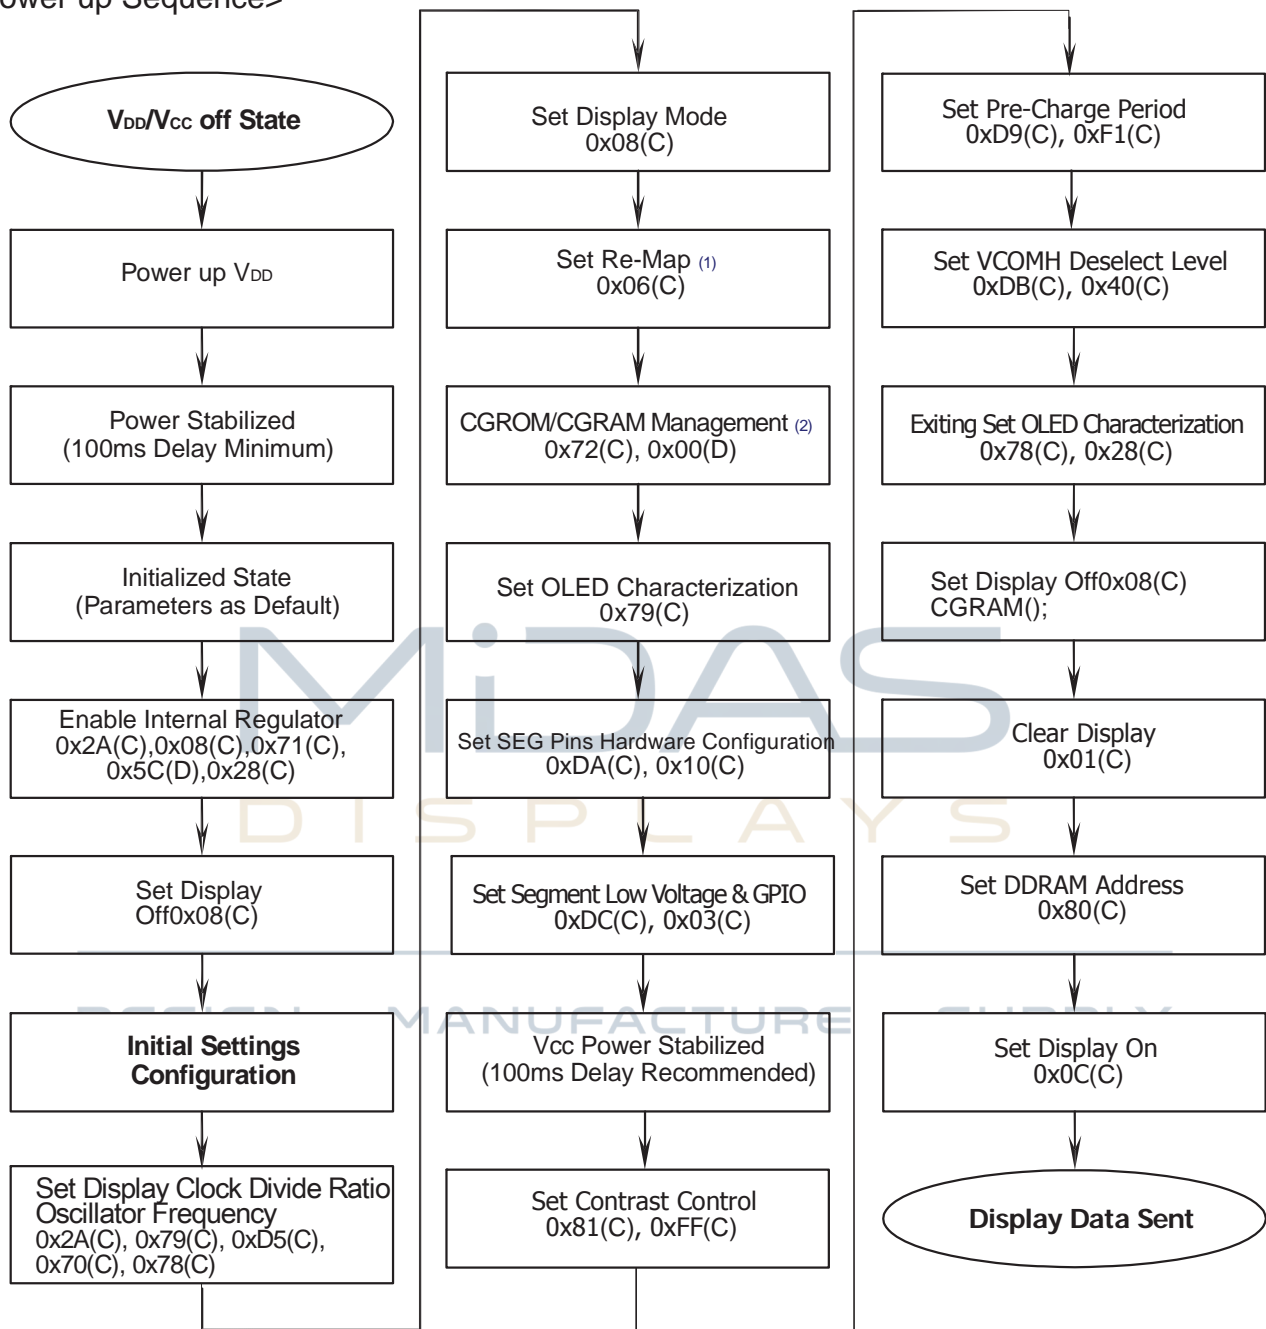 ower up Sequence>
VDD/VCC off State
Power up VDD
Power Stabilized
(100ms Delay Minimum)
Initialized State
(Parameters as Default)
Enable Internal Regulator
0x2A(C),0x08(C),0x71(C),
0x5C(D),0x28(C)
Set Display
Off0x08(C)
Initial Settings
Configuration
Set Display Clock Divide Ratio
Oscillator Frequency
0x2A(C), 0x79(C), 0xD5(C),
0x70(C), 0x78(C)
Set Display Mode
0x08(C)
Set Re-Map (1)
0x06(C)
CGROM/CGRAM Management (2)
0x72(C), 0x00(D)
Set OLED Characterization
0x79(C)
Set SEG Pins Hardware Configuration
0xDA(C), 0x10(C)
Set Segment Low Voltage & GPIO
0xDC(C), 0x03(C)
Vcc Power Stabilized
(100ms Delay Recommended)
Set Contrast Control
0x81(C), 0xFF(C)
Set Pre-Charge Period
0xD9(C), 0xF1(C)
Set VCOMH Deselect Level
0xDB(C), 0x40(C)
Exiting Set OLED Characterization
0x78(C), 0x28(C)
Set Display Off0x08(C)
CGRAM();
Clear Display
0x01(C)
Set DDRAM Address
0x80(C)
Set Display On
0x0C(C)
Display Data Sent
MiDAS
DISPLAYS
DESIGN MANUFACTURE SUPPLY